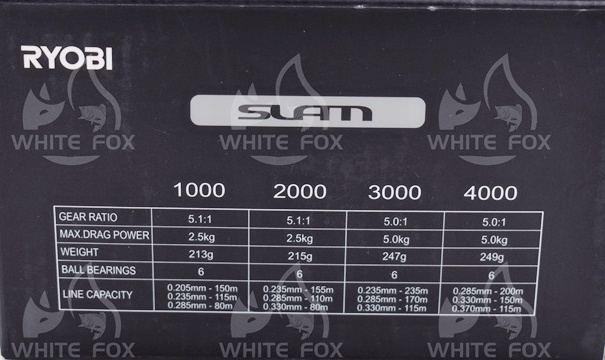 RYOBI
SLAM
WHITE FOX WHITE FOX WHITE FOX
1000 2000 3000 4000
GEAR RATIO 5.1:1 5.1:1 5.0:1 5.0:1
MAX.DRAG POWER 2.5kg 2.5kg 5.0kg 5.0kg
WEIGHT 213g 215g 247g 249g
BALL BEARINGS 6 6 6 6
LINE CAPACITY 0.205mm - 150m 0.235mm - 155m 0.235mm - 235m 0.285mm - 200m
0.235mm - 115m 0.285mm - 110m 0.285mm - 170m 0.330mm - 150m
0.285mm - 80m 0.330mm - 80m 0.330mm - 115m 0.370mm - 115m
WHITE FOX WHITE FOX WHITE FOX